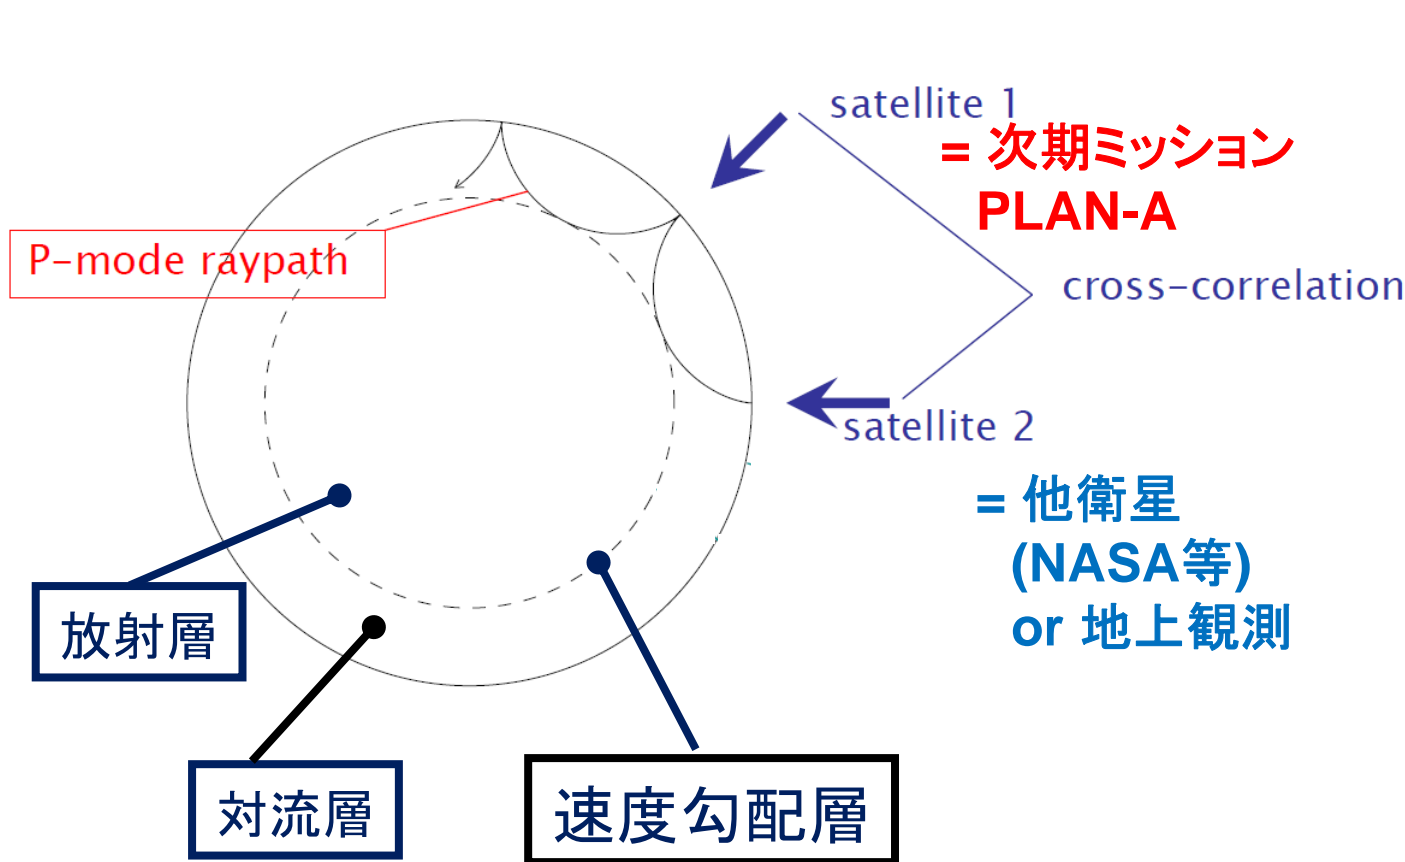 satellite 1
= 次期ミッション
PLAN-A
P-mode raypath
cross-correlation
satellite 2
= 他衛星
(NASA等)
or 地上観測
放射層
対流層
速度勾配層